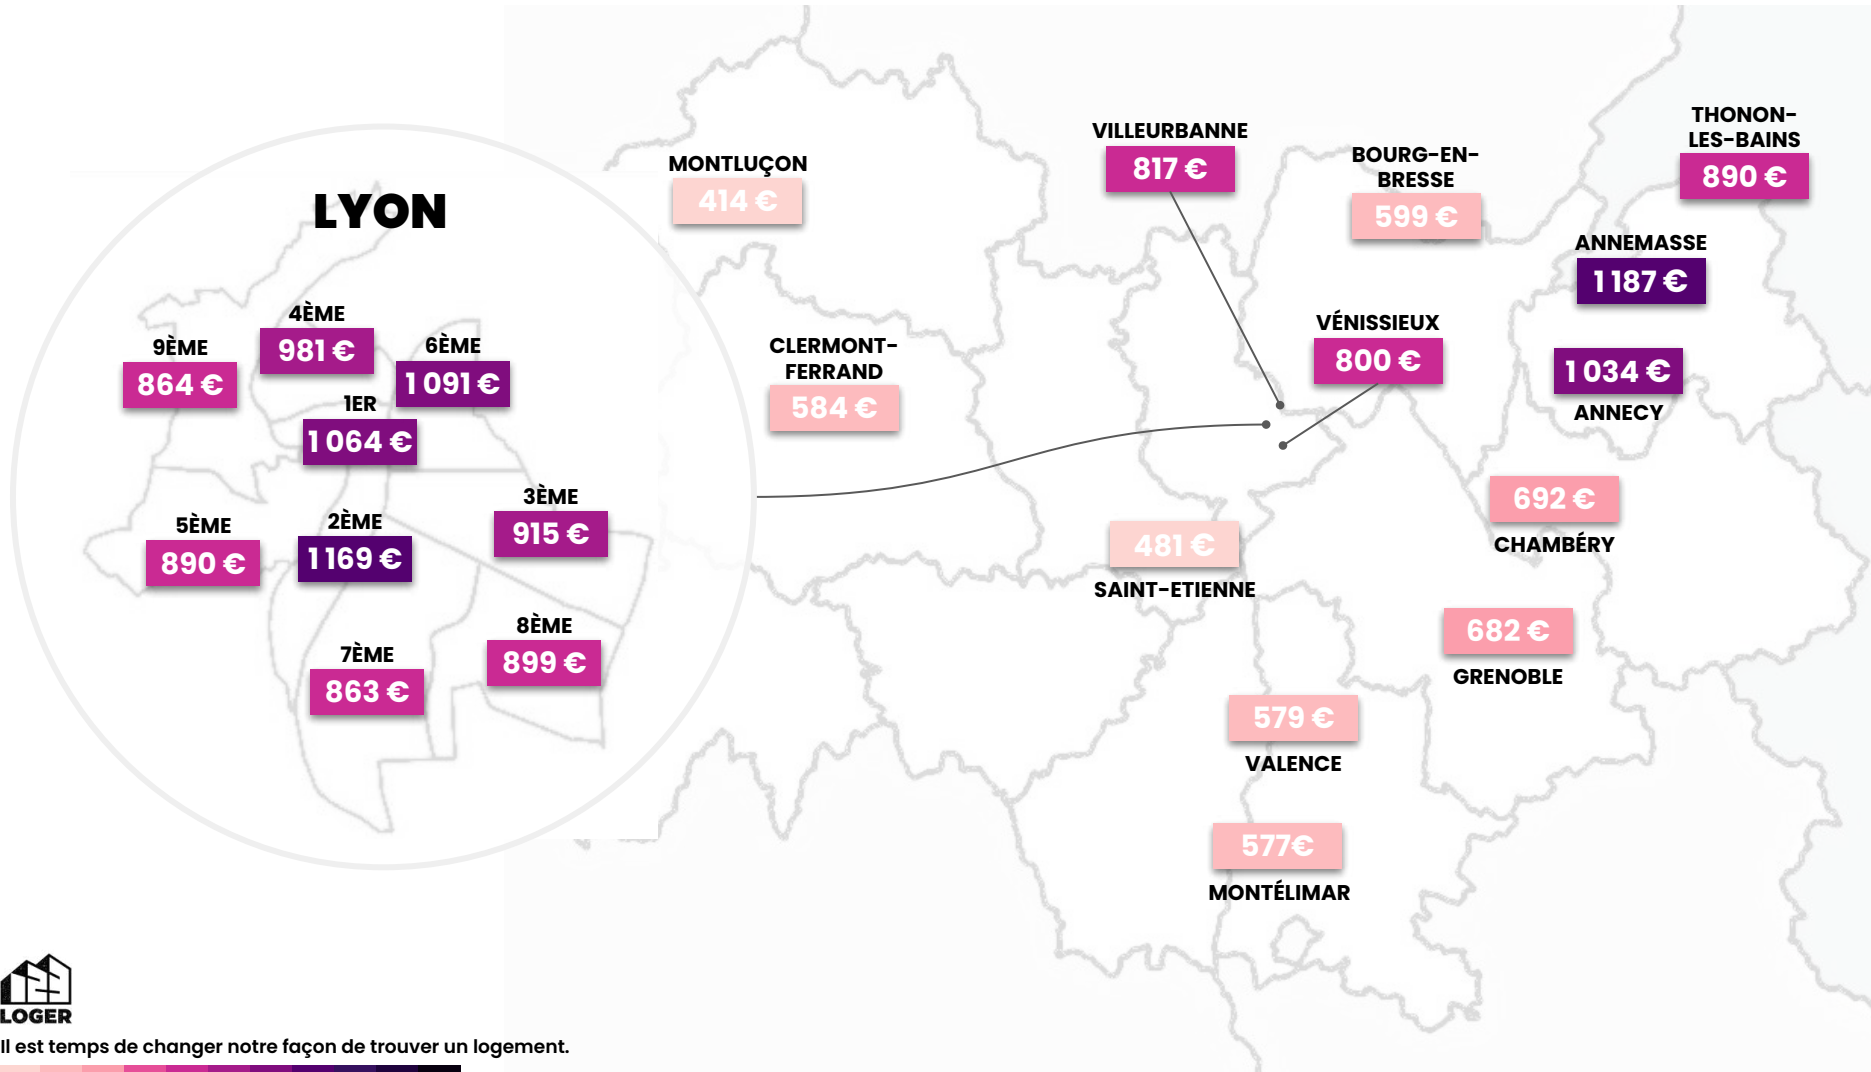 LYON
4ÈME
981 €
9ÈME
864 €
6ÈME
1 091 €
1ER
1 064 €
3ÈME
915 €
5ÈME
890 €
2ÈME
1 169 €
8ÈME
899 €
7ÈME
863 €
MONTLUÇON
414 €
CLERMONT-
FERRAND
584 €
VILLEURBANNE
817 €
BOURG-EN-
BRESSE
599 €
THONON-
LES-BAINS
890 €
ANNEMASSE
1 187 €
VÉNISSIEUX
800 €
1 034 €
ANNECY
692 €
CHAMBÉRY
481 €
SAINT-ETIENNE
682 €
GRENOBLE
579 €
VALENCE
577€
MONTÉLIMAR
123
LOGER
Il est temps de changer notre façon de trouver un logement.